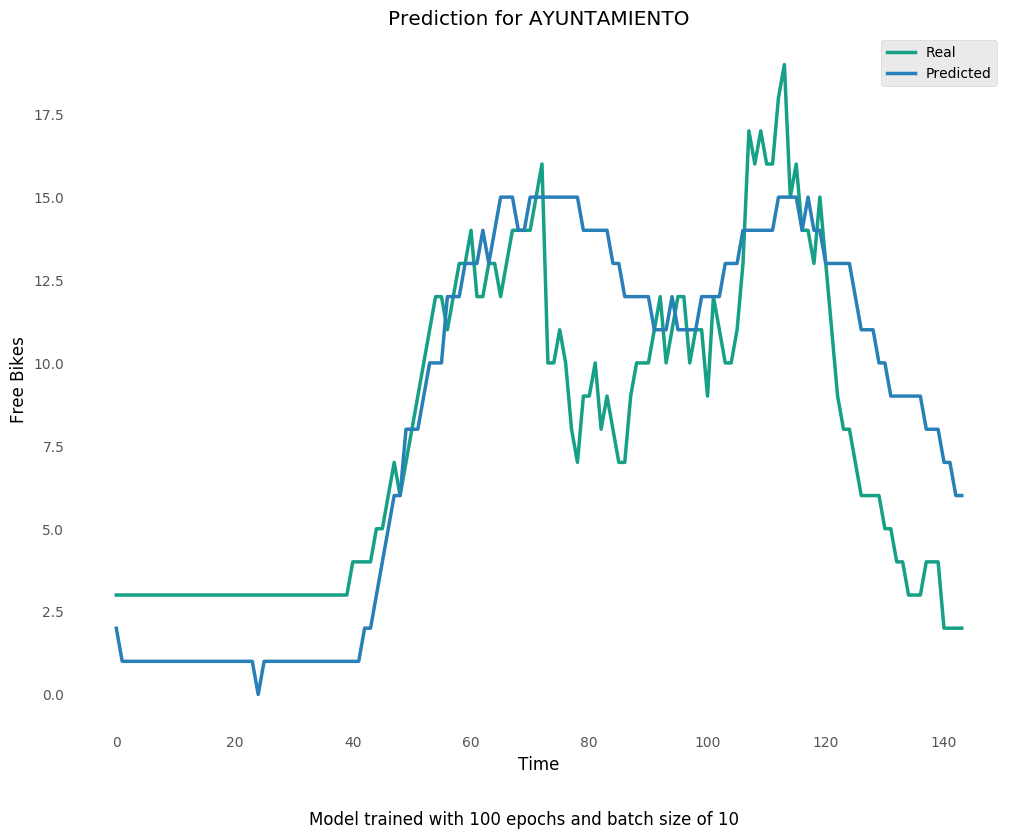 Prediction for AYUNTAMIENTO
Real
Predicted
17.5
15.0
12.5
10.0
7.5
5.0
2.5
0.0
Free Bikes
0 20 40 60 80 100 120 140
Time
Model trained with 100 epochs and batch size of 10